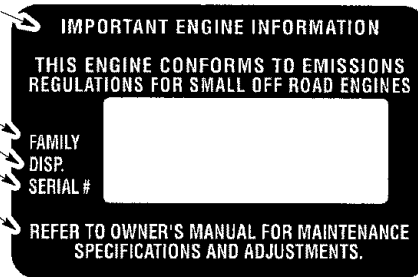 IMPORTANT ENGINE INFORMATION
THIS ENGINE CONFORMS TO EMISSIONS
REGULATIONS FOR SMALL OFF ROAD ENGINES
FAMILY
DISP.
SERIAL #
REFER TO OWNER'S MANUAL FOR MAINTENANCE
SPECIFICATIONS AND ADJUSTMENTS.